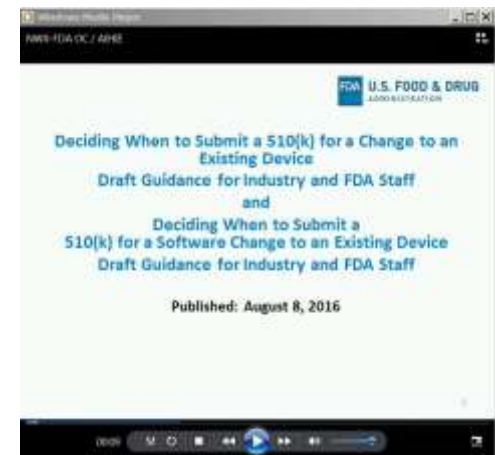 Windows Media Player
FDA
U.S. FOOD & DRUG
ADMINISTRATION
Deciding When to Submit a 510(k) for a Change to an
Existing Device
Draft Guidance for Industry and FDA Staff
and
Deciding When to Submit a
510(k) for a Software Change to an Existing Device
Draft Guidance for Industry and FDA Staff
Published: August 8, 2016